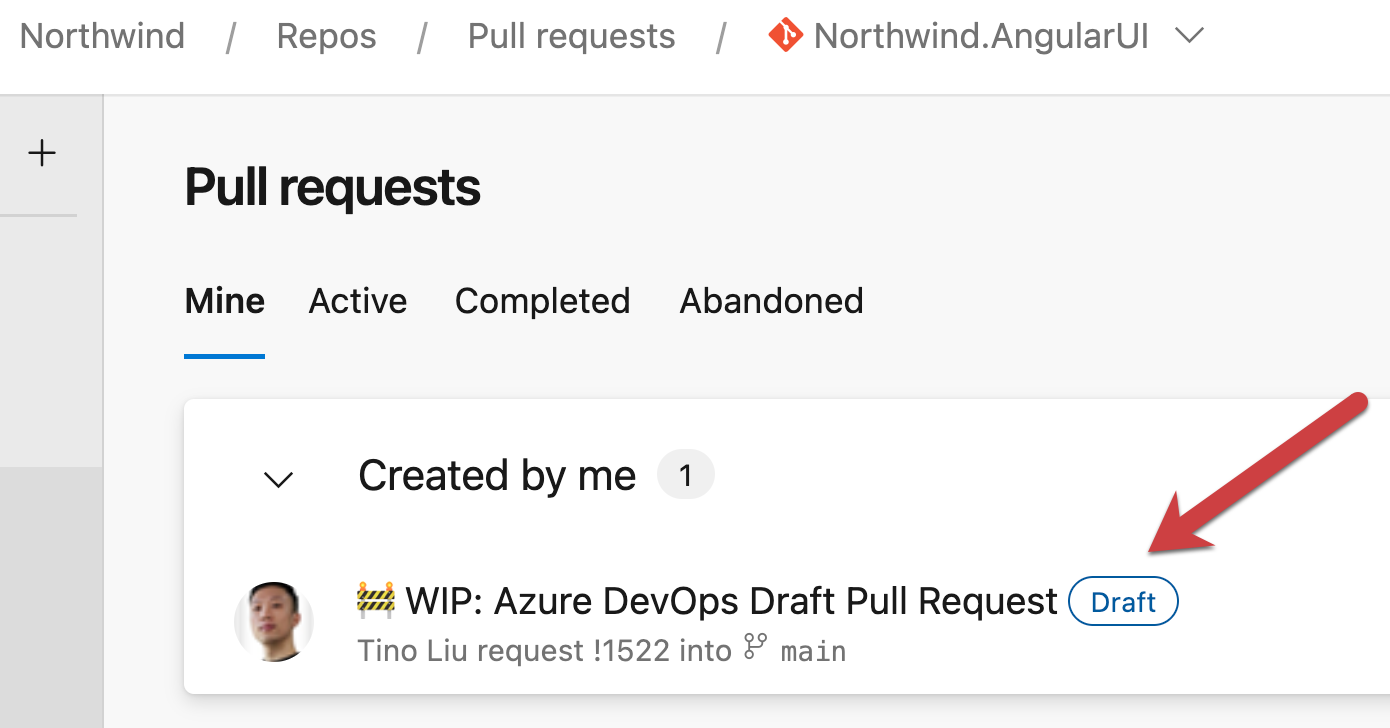 Northwind / Repos / Pull requests / Northwind.AngularUI
Pull requests
Mine Active Completed Abandoned
Created by me 1
🚧 WIP: Azure DevOps Draft Pull Request Draft
Tino Liu request !1522 into main